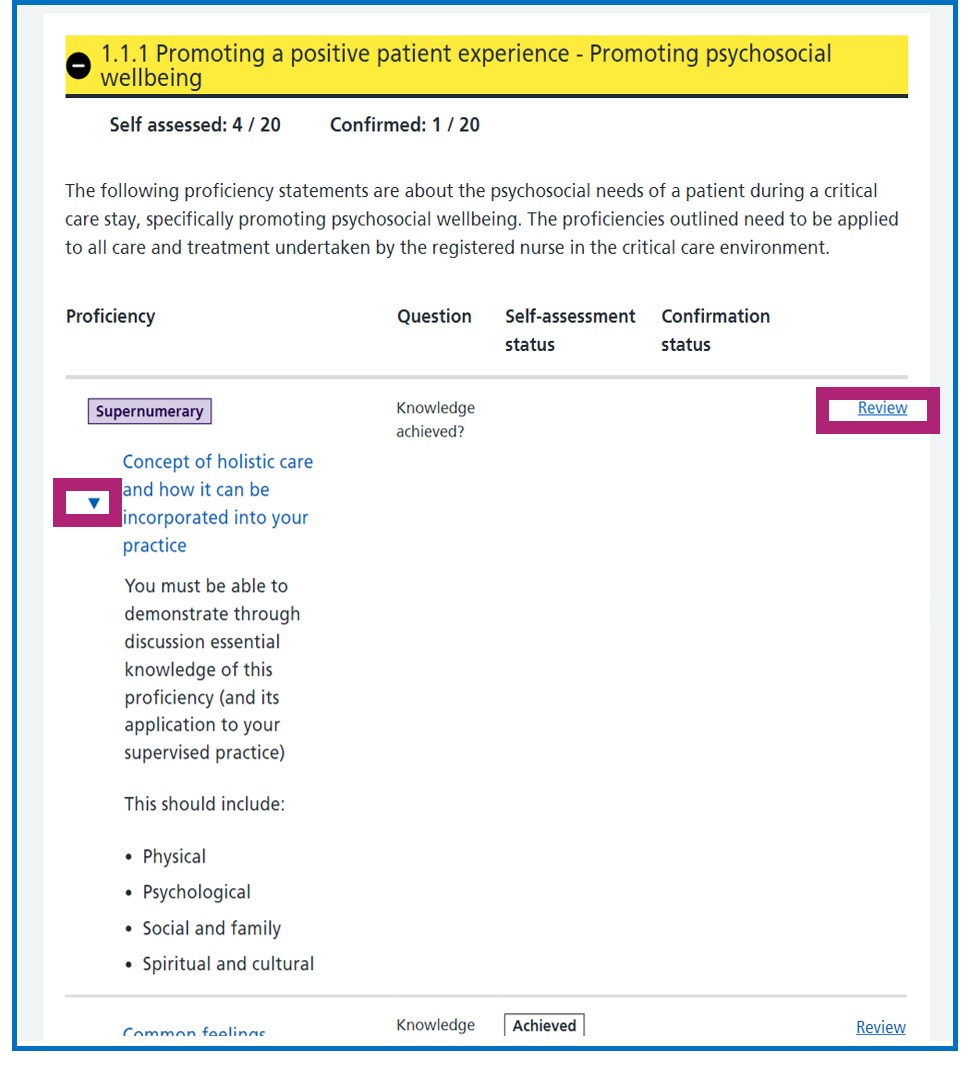 1.1.1 Promoting a positive patient experience - Promoting psychosocial
wellbeing
Self assessed: 4 / 20 Confirmed: 1 / 20
The following proficiency statements are about the psychosocial needs of a patient during a critical
care stay, specifically promoting psychosocial wellbeing. The proficiencies outlined need to be applied
to all care and treatment undertaken by the registered nurse in the critical care environment.
Proficiency Question Self-assessment status Confirmation status
Supernumerary Knowledge achieved? Review
Concept of holistic care
and how it can be
incorporated into your
practice
You must be able to
demonstrate through
discussion essential
knowledge of this
proficiency (and its
application to your
supervised practice)
This should include:
• Physical
• Psychological
• Social and family
• Spiritual and cultural
Common feelings Knowledge Achieved Review